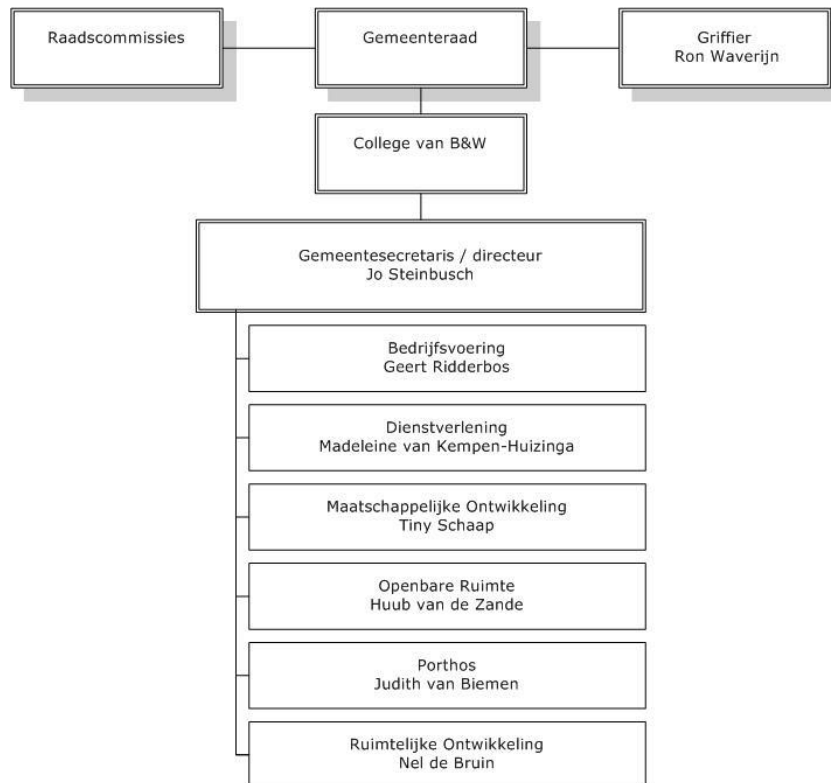 Raadscommissies
Gemeenteraad
Griffier
Ron Waverijn
College van B&W
Gemeentesecretaris / directeur
Jo Steinbusch
Bedrijfsvoering
Geert Ridderbos
Dienstverlening
Madeleine van Kempen-Huizinga
Maatschappelijke Ontwikkeling
Tiny Schaap
Openbare Ruimte
Huub van de Zande
Porthos
Judith van Biemen
Ruimtelijke Ontwikkeling
Nel de Bruin